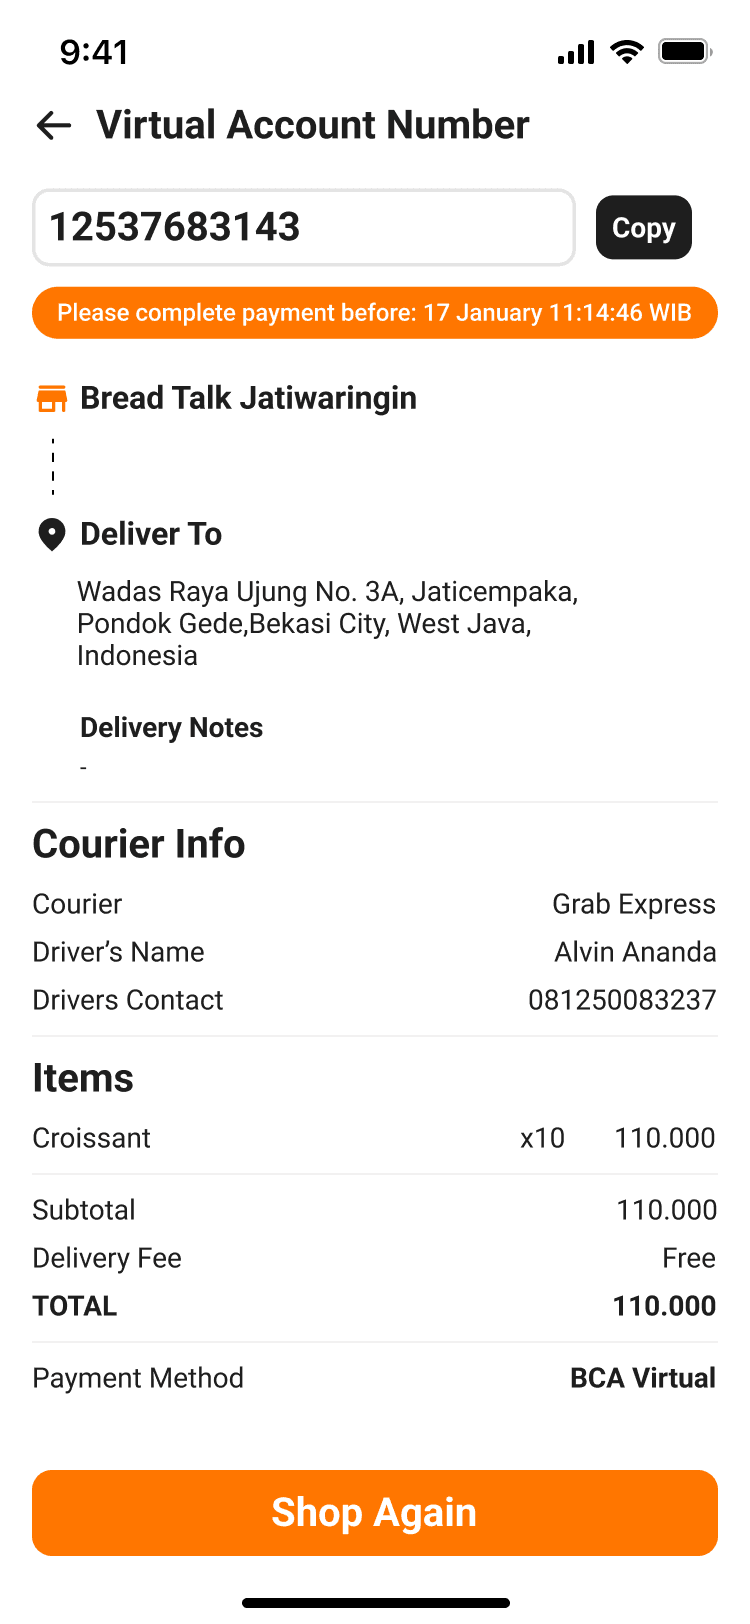 9:41
Virtual Account Number
12537683143
Copy
Please complete payment before: 17 January 11:14:46 WIB
Bread Talk Jatiwaringin
Deliver To
Wadas Raya Ujung No. 3A, Jaticempaka,
Pondok Gede,Bekasi City, West Java,
Indonesia
Delivery Notes
-
Courier Info
Courier Grab Express
Driver’s Name Alvin Ananda
Drivers Contact 081250083237
Items
Croissant x10 110.000
Subtotal 110.000
Delivery Fee Free
TOTAL 110.000
Payment Method BCA Virtual
Shop Again